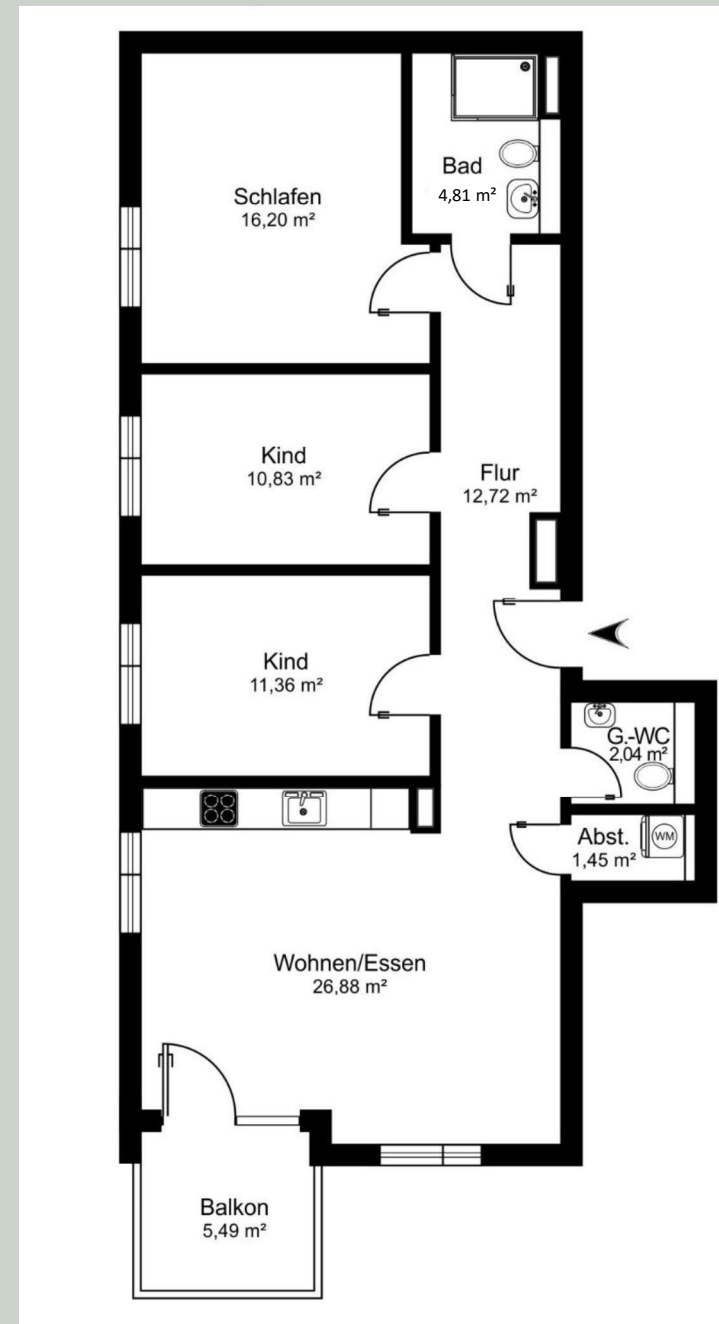 Bad
4,81 m²
Schlafen
16,20 m²
Kind
10,83 m²
Flur
12,72 m²
Kind
11,36 m²
G.-WC
2,04 m²
Abst.
1,45 m²
WM
Wohnen/Essen
26,88 m²
Balkon
5,49 m²